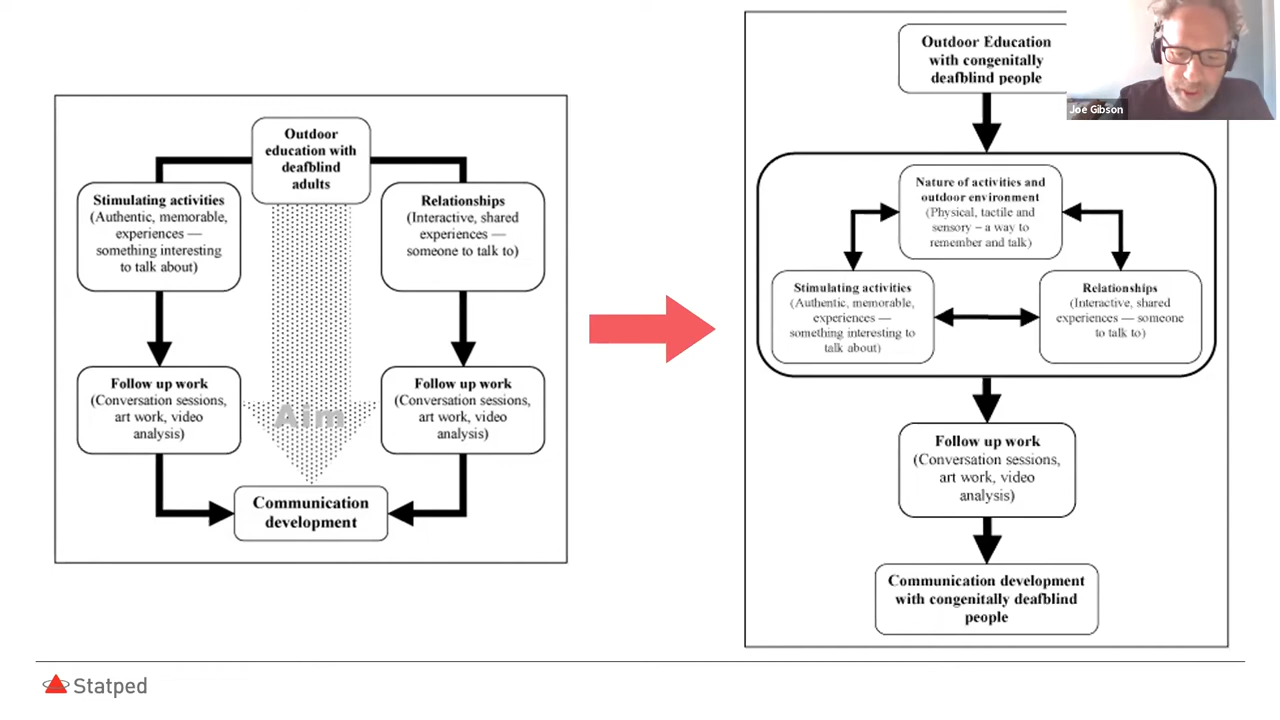 Outdoor
education with
deafblind
adults
Stimulating activities
(Authentic, memorable,
experiences —
something interesting
to talk about)
Relationships
(Interactive, shared
experiences —
someone to talk to)
Follow up work
(Conversation sessions,
art work, video
analysis)
Follow up work
(Conversation sessions,
art work, video
analysis)
Aim
Communication
development
Outdoor Education
with congenitally
deafblind people
Joe Gibson
Nature of activities and
outdoor environment
(Physical, tactile and
sensory – a way to
remember and talk)
Stimulating activities
(Authentic, memorable,
experiences —
something interesting to
talk about)
Relationships
(Interactive, shared
experiences — someone
to talk to)
Follow up work
(Conversation sessions,
art work, video
analysis)
Communication development
with congenitally deafblind
people
Statped